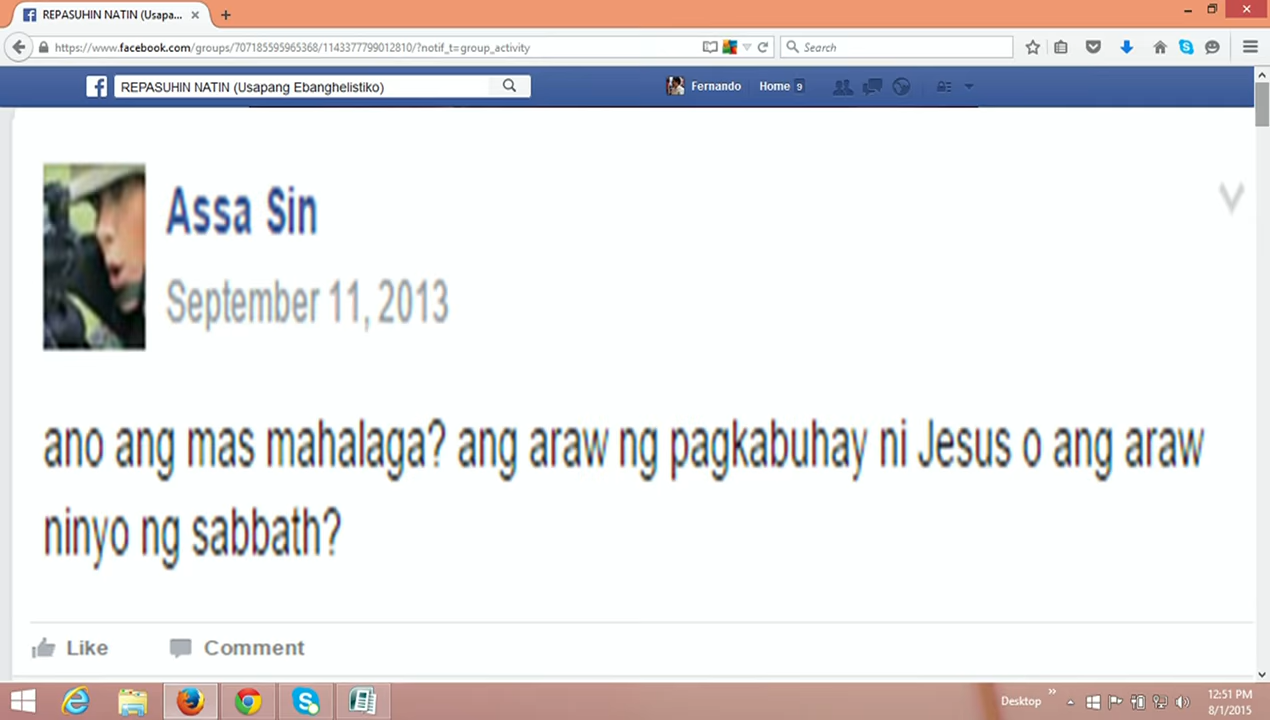 REPASUHIN NATIN (Usapa...
https://www.facebook.com/groups/707185595965368/1143377799012810/?notif_t=group_activity
Search
REPASUHIN NATIN (Usapang Ebanghelistiko)
Fernando
Home 9
Assa Sin
September 11, 2013
ano ang mas mahalaga? ang araw ng pagkabuhay ni Jesus o ang araw
ninyo ng sabbath?
Like
Comment
Desktop
12:51 PM
8/1/2015